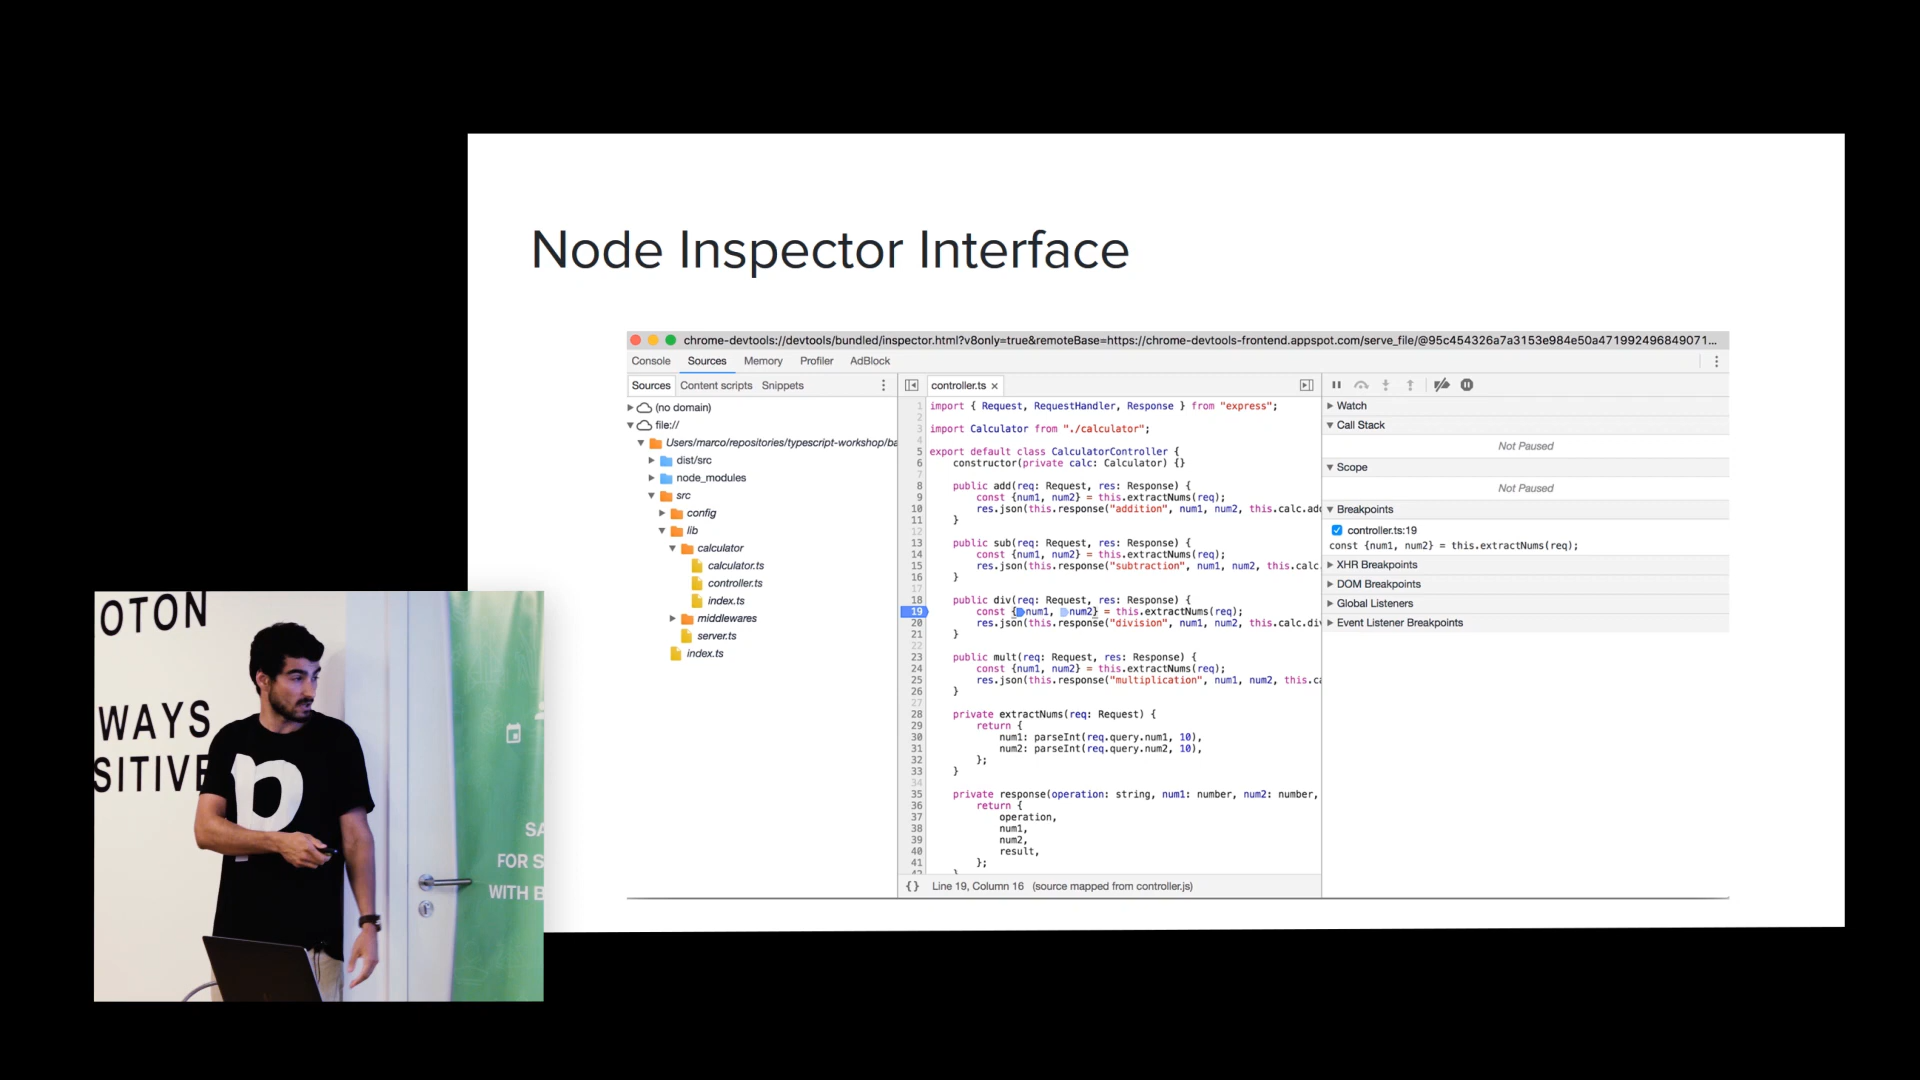 Node Inspector Interface
chrome-devtools://devtools/bundled/inspector.html?v8only=true&remoteBase=https://chrome-devtools-frontend.appspot.com/serve_file/@95c454326a7a3153e984e50a471992496849071...
Console Sources Memory Profiler AdBlock
Sources Content scripts Snippets
(no domain)
file://
Users/marco/repositories/typescript-workshop/ba
dist/src
node_modules
src
config
lib
calculator
calculator.ts
controller.ts
index.ts
middlewares
server.ts
index.ts
controller.ts ×
1 import { Request, RequestHandler, Response } from "express";
2
3 import Calculator from "./calculator";
4
5 export default class CalculatorController {
6 constructor(private calc: Calculator) {}
7
8 public add(req: Request, res: Response) {
9 const {num1, num2} = this.extractNums(req);
10 res.json(this.response("addition", num1, num2, this.calc.add
11 }
12
13 public sub(req: Request, res: Response) {
14 const {num1, num2} = this.extractNums(req);
15 res.json(this.response("subtraction", num1, num2, this.calc.
16 }
17
18 public div(req: Request, res: Response) {
19 const {num1, num2} = this.extractNums(req);
20 res.json(this.response("division", num1, num2, this.calc.div
21 }
22
23 public mult(req: Request, res: Response) {
24 const {num1, num2} = this.extractNums(req);
25 res.json(this.response("multiplication", num1, num2, this.ca
26 }
27
28 private extractNums(req: Request) {
29 return {
30 num1: parseInt(req.query.num1, 10),
31 num2: parseInt(req.query.num2, 10),
32 };
33 }
34
35 private response(operation: string, num1: number, num2: number,
36 return {
37 operation,
38 num1,
39 num2,
40 result,
41 };
42 }
{} Line 19, Column 16 (source mapped from controller.js)
Watch
Call Stack
Not Paused
Scope
Not Paused
Breakpoints
controller.ts:19
const {num1, num2} = this.extractNums(req);
XHR Breakpoints
DOM Breakpoints
Global Listeners
Event Listener Breakpoints
OTON
WAYS
SITIVE
p
SA
FOR S
WITH B